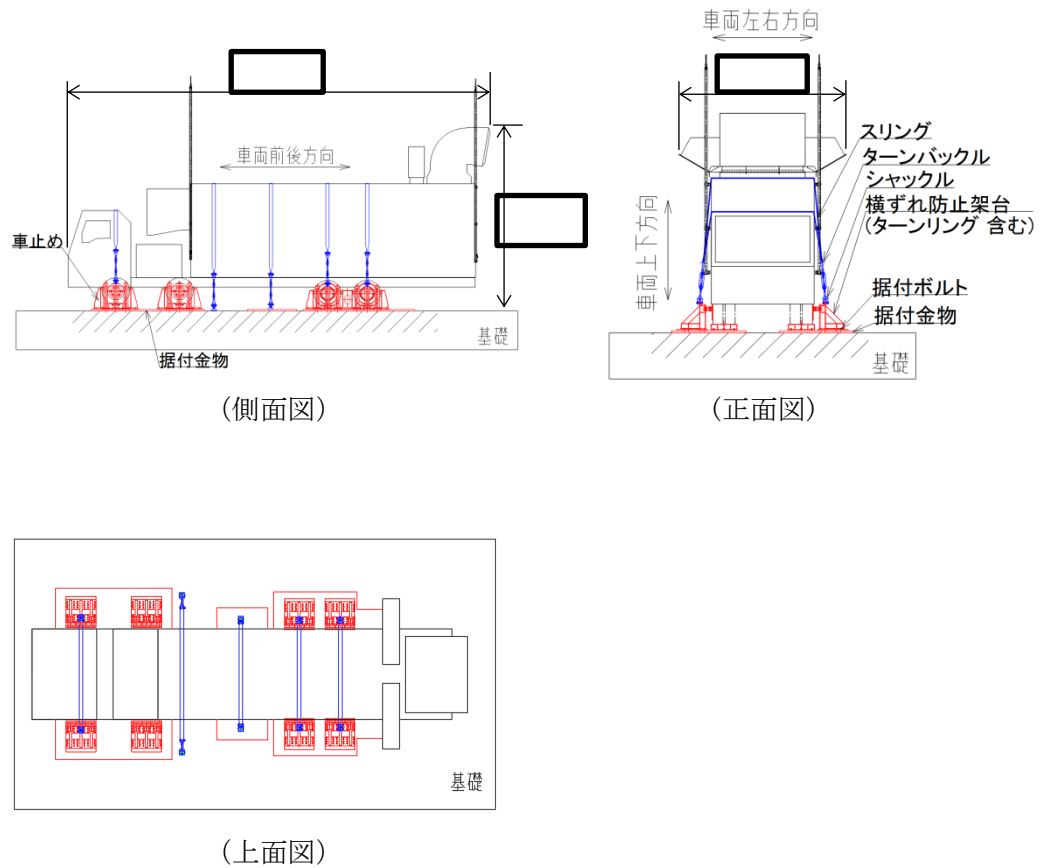 車両前後方向
車止め
据付金物
基礎
(側面図)
車両左右方向
車両上下方向
スリング
ターンバックル
シャックル
横ずれ防止架台
(ターンリング 含む)
据付ボルト
据付金物
基礎
(正面図)
基礎
(上面図)